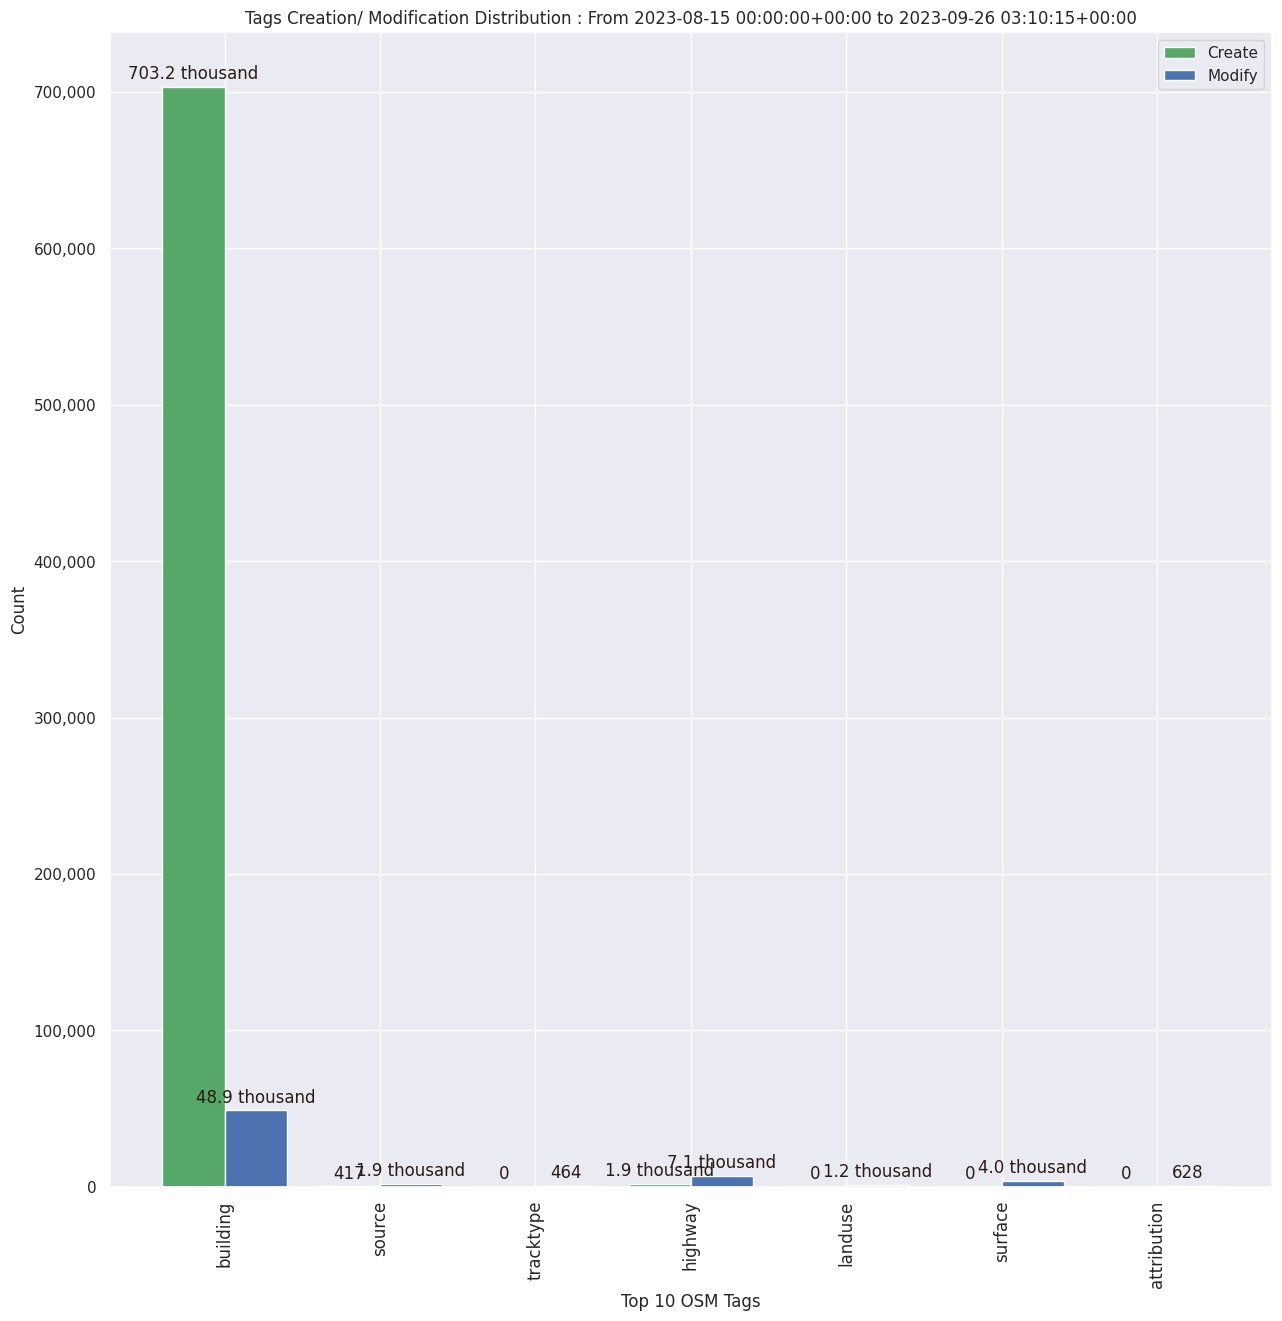 Tags Creation/ Modification Distribution : From 2023-08-15 00:00:00+00:00 to 2023-09-26 03:10:15+00:00
Create
Modify
703.2 thousand
700,000
600,000
500,000
400,000
300,000
200,000
100,000
0
Count
48.9 thousand
417
1.9 thousand
0
464
1.9 thousand
7.1 thousand
0
1.2 thousand
0
4.0 thousand
0
628
building
source
tracktype
highway
landuse
surface
attribution
Top 10 OSM Tags